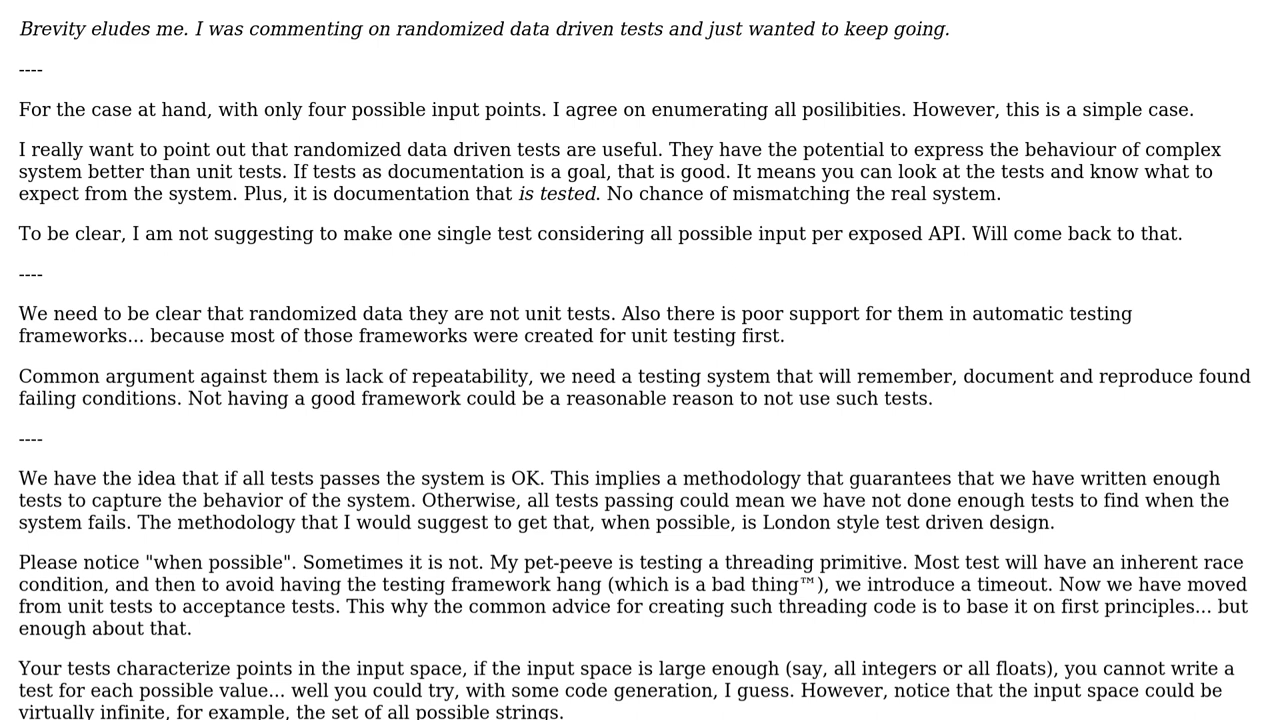 Brevity eludes me. I was commenting on randomized data driven tests and just wanted to keep going.
----
For the case at hand, with only four possible input points. I agree on enumerating all posilibities. However, this is a simple case.
I really want to point out that randomized data driven tests are useful. They have the potential to express the behaviour of complex
system better than unit tests. If tests as documentation is a goal, that is good. It means you can look at the tests and know what to
expect from the system. Plus, it is documentation that is tested. No chance of mismatching the real system.
To be clear, I am not suggesting to make one single test considering all possible input per exposed API. Will come back to that.
----
We need to be clear that randomized data they are not unit tests. Also there is poor support for them in automatic testing
frameworks... because most of those frameworks were created for unit testing first.
Common argument against them is lack of repeatability, we need a testing system that will remember, document and reproduce found
failing conditions. Not having a good framework could be a reasonable reason to not use such tests.
----
We have the idea that if all tests passes the system is OK. This implies a methodology that guarantees that we have written enough
tests to capture the behavior of the system. Otherwise, all tests passing could mean we have not done enough tests to find when the
system fails. The methodology that I would suggest to get that, when possible, is London style test driven design.
Please notice "when possible". Sometimes it is not. My pet-peeve is testing a threading primitive. Most test will have an inherent race
condition, and then to avoid having the testing framework hang (which is a bad thing™), we introduce a timeout. Now we have moved
from unit tests to acceptance tests. This why the common advice for creating such threading code is to base it on first principles... but
enough about that.
Your tests characterize points in the input space, if the input space is large enough (say, all integers or all floats), you cannot write a
test for each possible value... well you could try, with some code generation, I guess. However, notice that the input space could be
virtually infinite, for example, the set of all possible strings.